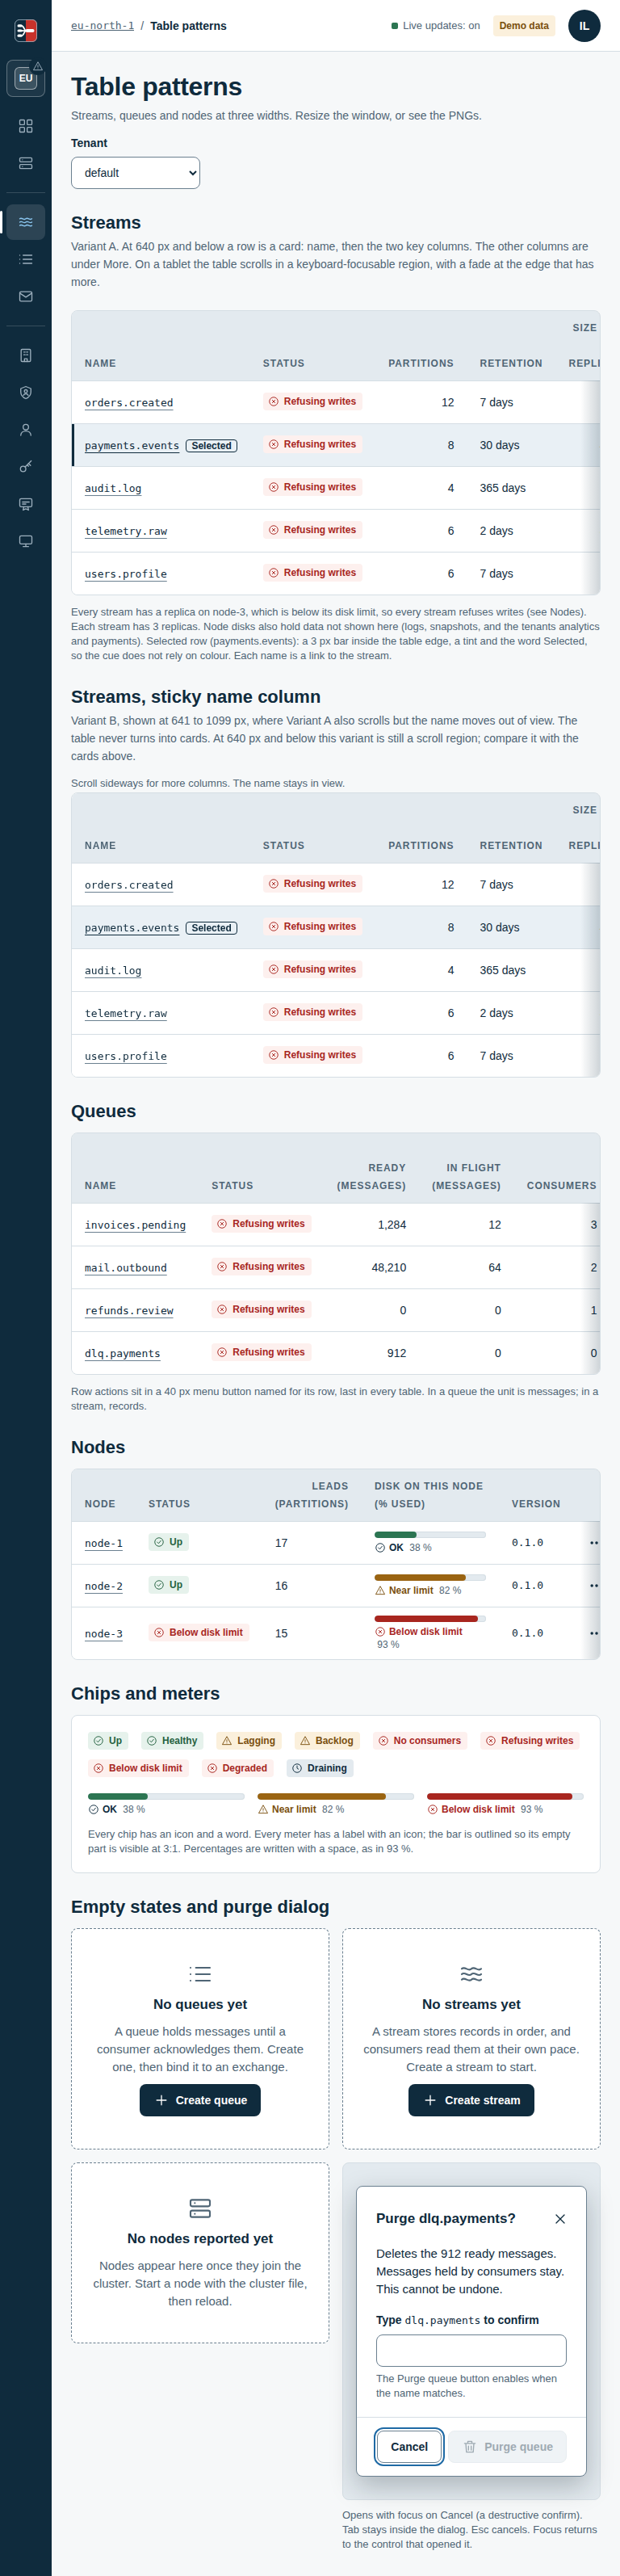 eu-north-1 / Table patterns
Live updates: on
Demo data
IL
EU
Table patterns
Streams, queues and nodes at three widths. Resize the window, or see the PNGs.
Tenant
default
Streams
Variant A. At 640 px and below a row is a card: name, then the two key columns. The other columns are
under More. On a tablet the table scrolls in a keyboard-focusable region, with a fade at the edge that has
more.
SIZE
NAME STATUS PARTITIONS RETENTION REPLI
orders.created Refusing writes 12 7 days
payments.events Selected Refusing writes 8 30 days
audit.log Refusing writes 4 365 days
telemetry.raw Refusing writes 6 2 days
users.profile Refusing writes 6 7 days
Every stream has a replica on node-3, which is below its disk limit, so every stream refuses writes (see Nodes).
Each stream has 3 replicas. Node disks also hold data not shown here (logs, snapshots, and the tenants analytics
and payments). Selected row (payments.events): a 3 px bar inside the table edge, a tint and the word Selected,
so the cue does not rely on colour. Each name is a link to the stream.
Streams, sticky name column
Variant B, shown at 641 to 1099 px, where Variant A also scrolls but the name moves out of view. The
table never turns into cards. At 640 px and below this variant is still a scroll region; compare it with the
cards above.
Scroll sideways for more columns. The name stays in view.
SIZE
NAME STATUS PARTITIONS RETENTION REPLI
orders.created Refusing writes 12 7 days
payments.events Selected Refusing writes 8 30 days
audit.log Refusing writes 4 365 days
telemetry.raw Refusing writes 6 2 days
users.profile Refusing writes 6 7 days
Queues
READY IN FLIGHT
NAME STATUS (MESSAGES) (MESSAGES) CONSUMERS
invoices.pending Refusing writes 1,284 12 3
mail.outbound Refusing writes 48,210 64 2
refunds.review Refusing writes 0 0 1
dlq.payments Refusing writes 912 0 0
Row actions sit in a 40 px menu button named for its row, last in every table. In a queue the unit is messages; in a
stream, records.
Nodes
LEADS DISK ON THIS NODE
NODE STATUS (PARTITIONS) (% USED) VERSION
node-1 Up 17 OK 38 % 0.1.0
node-2 Up 16 Near limit 82 % 0.1.0
node-3 Below disk limit 15 Below disk limit 0.1.0
93 %
Chips and meters
Up Healthy Lagging Backlog No consumers Refusing writes
Below disk limit Degraded Draining
OK 38 % Near limit 82 % Below disk limit 93 %
Every chip has an icon and a word. Every meter has a label with an icon; the bar is outlined so its empty
part is visible at 3:1. Percentages are written with a space, as in 93 %.
Empty states and purge dialog
No queues yet
A queue holds messages until a
consumer acknowledges them. Create
one, then bind it to an exchange.
Create queue
No streams yet
A stream stores records in order, and
consumers read them at their own pace.
Create a stream to start.
Create stream
No nodes reported yet
Nodes appear here once they join the
cluster. Start a node with the cluster file,
then reload.
Purge dlq.payments?
Deletes the 912 ready messages.
Messages held by consumers stay.
This cannot be undone.
Type dlq.payments to confirm
The Purge queue button enables when
the name matches.
Cancel
Purge queue
Opens with focus on Cancel (a destructive confirm).
Tab stays inside the dialog. Esc cancels. Focus returns
to the control that opened it.